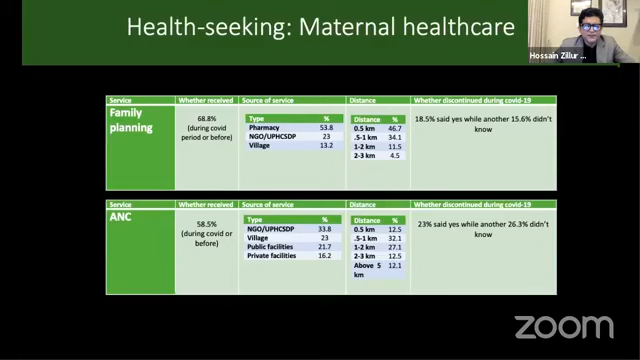 Health-seeking: Maternal healthcare
Hossain Zillur ...
Service Whether received Source of service Distance Whether discontinued during covid-19
Family planning
68.8%
(during covid
period or before)
Type %
Pharmacy 53.8
NGO/UPHCSDP 23
Village 13.2
Distance %
0.5 km 46.7
.5-1 km 34.1
1-2 km 11.5
2-3 km 4.5
18.5% said yes while another 15.6% didn't
know
Service Whether received Source of service Distance Whether discontinued during covid-19
ANC
58.5%
(during covid or
before)
Type %
NGO/UPHCSDP 33.8
Village 23
Public facilities 21.7
Private facilities 16.2
Distance %
0.5 km 12.5
.5-1 km 32.1
1-2 km 27.1
2-3 km 12.5
Above 5 12.1
km
23% said yes while another 26.3% didn't
know
zoom